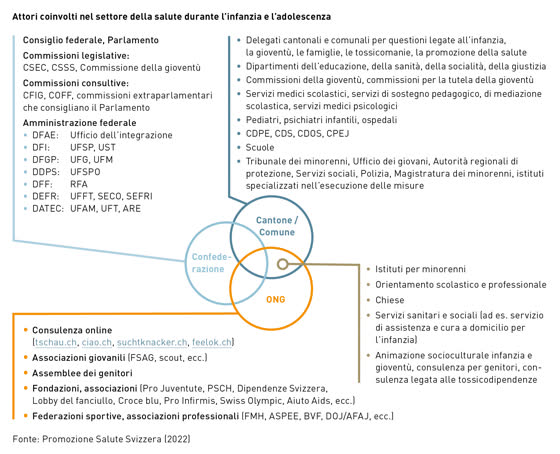 Attori coinvolti nel settore della salute durante l'infanzia e l'adolescenza
Consiglio federale, Parlamento
Commissioni legislative:
CSEC, CSSS, Commissione della gioventù
Commissioni consultive:
CFIG, COFF, commissioni extraparlamentari
che consigliano il Parlamento
Amministrazione federale
• DFAE: Ufficio dell'integrazione
• DFI: UFSP, UST
• DFGP: UFG, UFM
• DDPS: UFSPO
• DFF: RFA
• DEFR: UFFT, SECO, SEFRI
• DATEC: UFAM, UFT, ARE
• Delegati cantonali e comunali per questioni legate all'infanzia,
la gioventù, le famiglie, le tossicomanie, la promozione della salute
• Dipartimenti dell'educazione, della sanità, della socialità, della giustizia
• Commissioni della gioventù, commissioni per la tutela della gioventù
• Servizi medici scolastici, servizi di sostegno pedagogico, di mediazione
scolastica, servizi medici psicologici
• Pediatri, psichiatri infantili, ospedali
• CDPE, CDS, CDOS, CPEJ
• Scuole
• Tribunale dei minorenni, Ufficio dei giovani, Autorità regionali di
protezione, Servizi sociali, Polizia, Magistratura dei minorenni, istituti
specializzati nell'esecuzione delle misure
Cantone /
Comune
Confede-
razione
ONG
• Istituti per minorenni
• Orientamento scolastico e professionale
• Chiese
• Servizi sanitari e sociali (ad es. servizio
di assistenza e cura a domicilio per
l'infanzia)
• Animazione socioculturale infanzia e
gioventù, consulenza per genitori, con-
sulenza legata alle tossicodipendenze
• Consulenza online
(tschau.ch, ciao.ch, suchtknacker.ch, feelok.ch)
• Associazioni giovanili (FSAG, scout, ecc.)
• Assemblee dei genitori
• Fondazioni, associazioni (Pro Juventute, PSCH, Dipendenze Svizzera,
Lobby del fanciullo, Croce blu, Pro Infirmis, Swiss Olympic, Aiuto Aids, ecc.)
• Federazioni sportive, associazioni professionali (FMH, ASPEE, BVF, DOJ/AFAJ, ecc.)
Fonte: Promozione Salute Svizzera (2022)